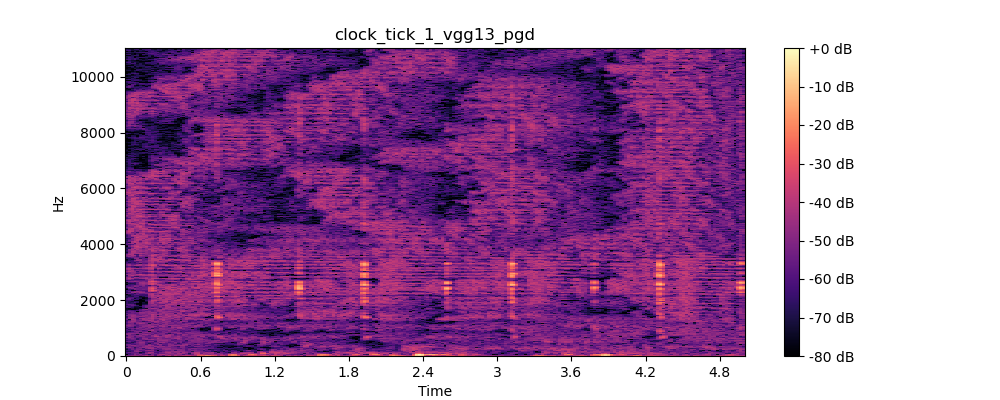 clock_tick_1_vgg13_pgd
10000
8000
6000
4000
2000
0
Hz
0 0.6 1.2 1.8 2.4 3 3.6 4.2 4.8
Time
+0 dB
-10 dB
-20 dB
-30 dB
-40 dB
-50 dB
-60 dB
-70 dB
-80 dB